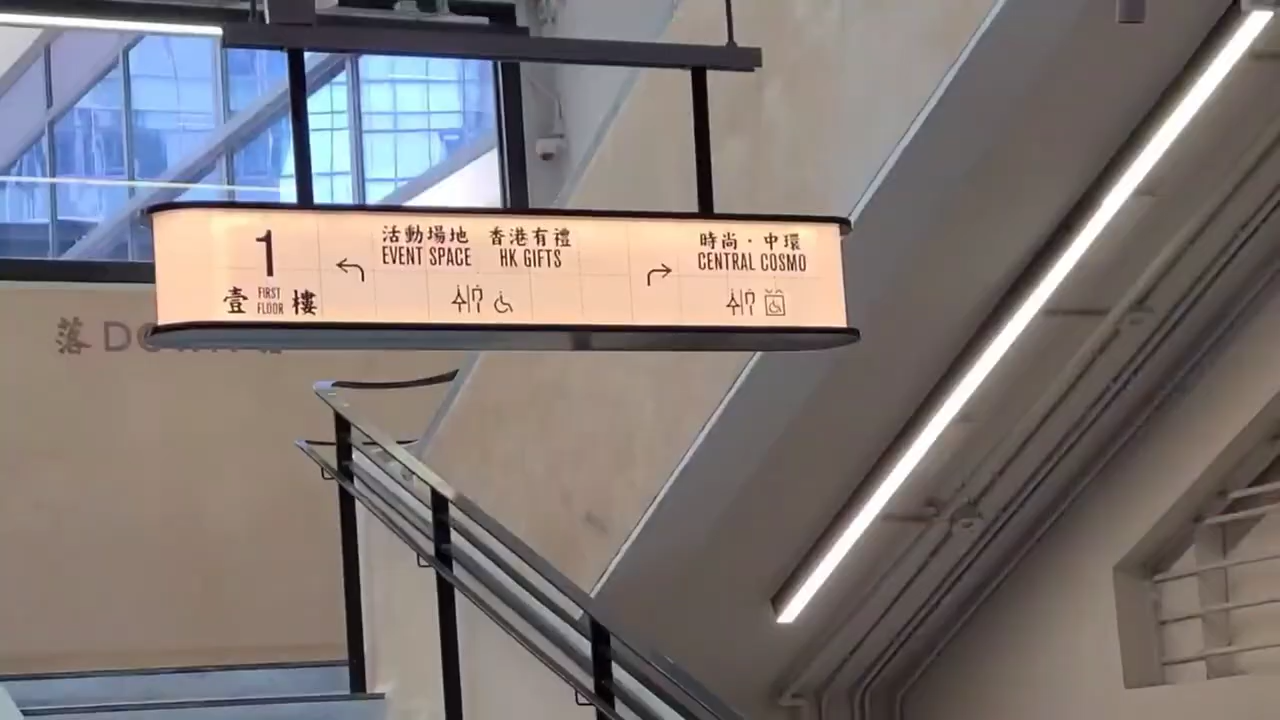 1
壹 FIRST FLOOR 樓
活動場地 香港有禮
EVENT SPACE HK GIFTS
時尚·中環
CENTRAL COSMO
落